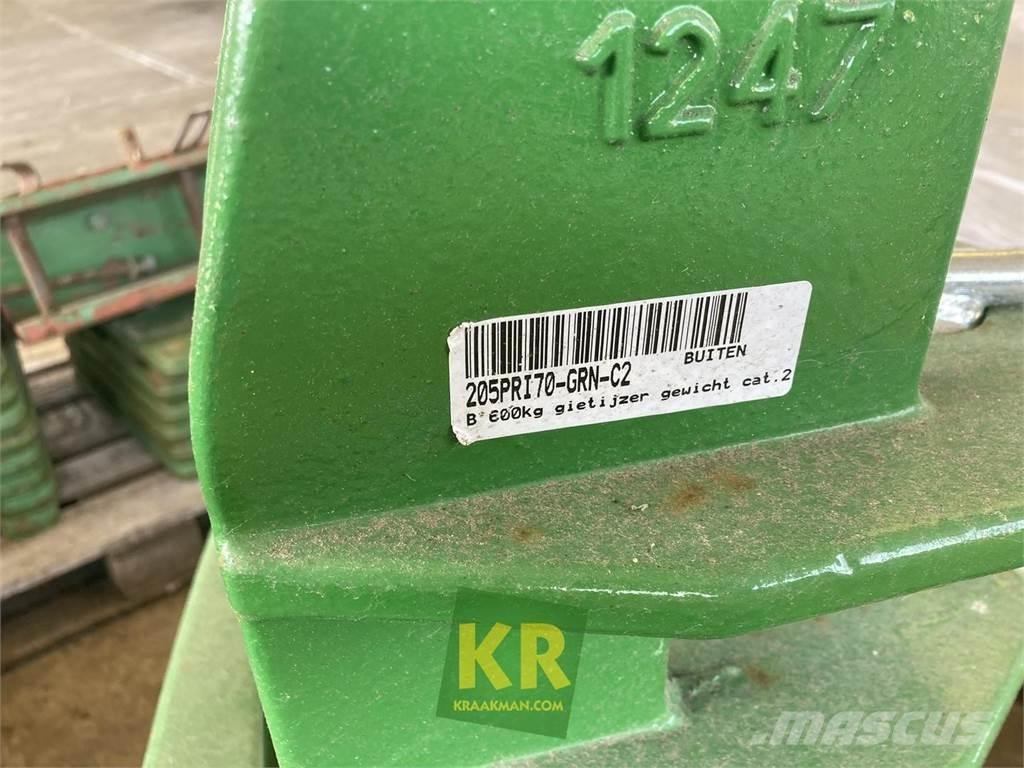 1247
BUITEN
205PRI70-GRN-C2
B 600kg gietijzer gewicht cat.2
KR
KRAAKMAN.COM
MASCUS